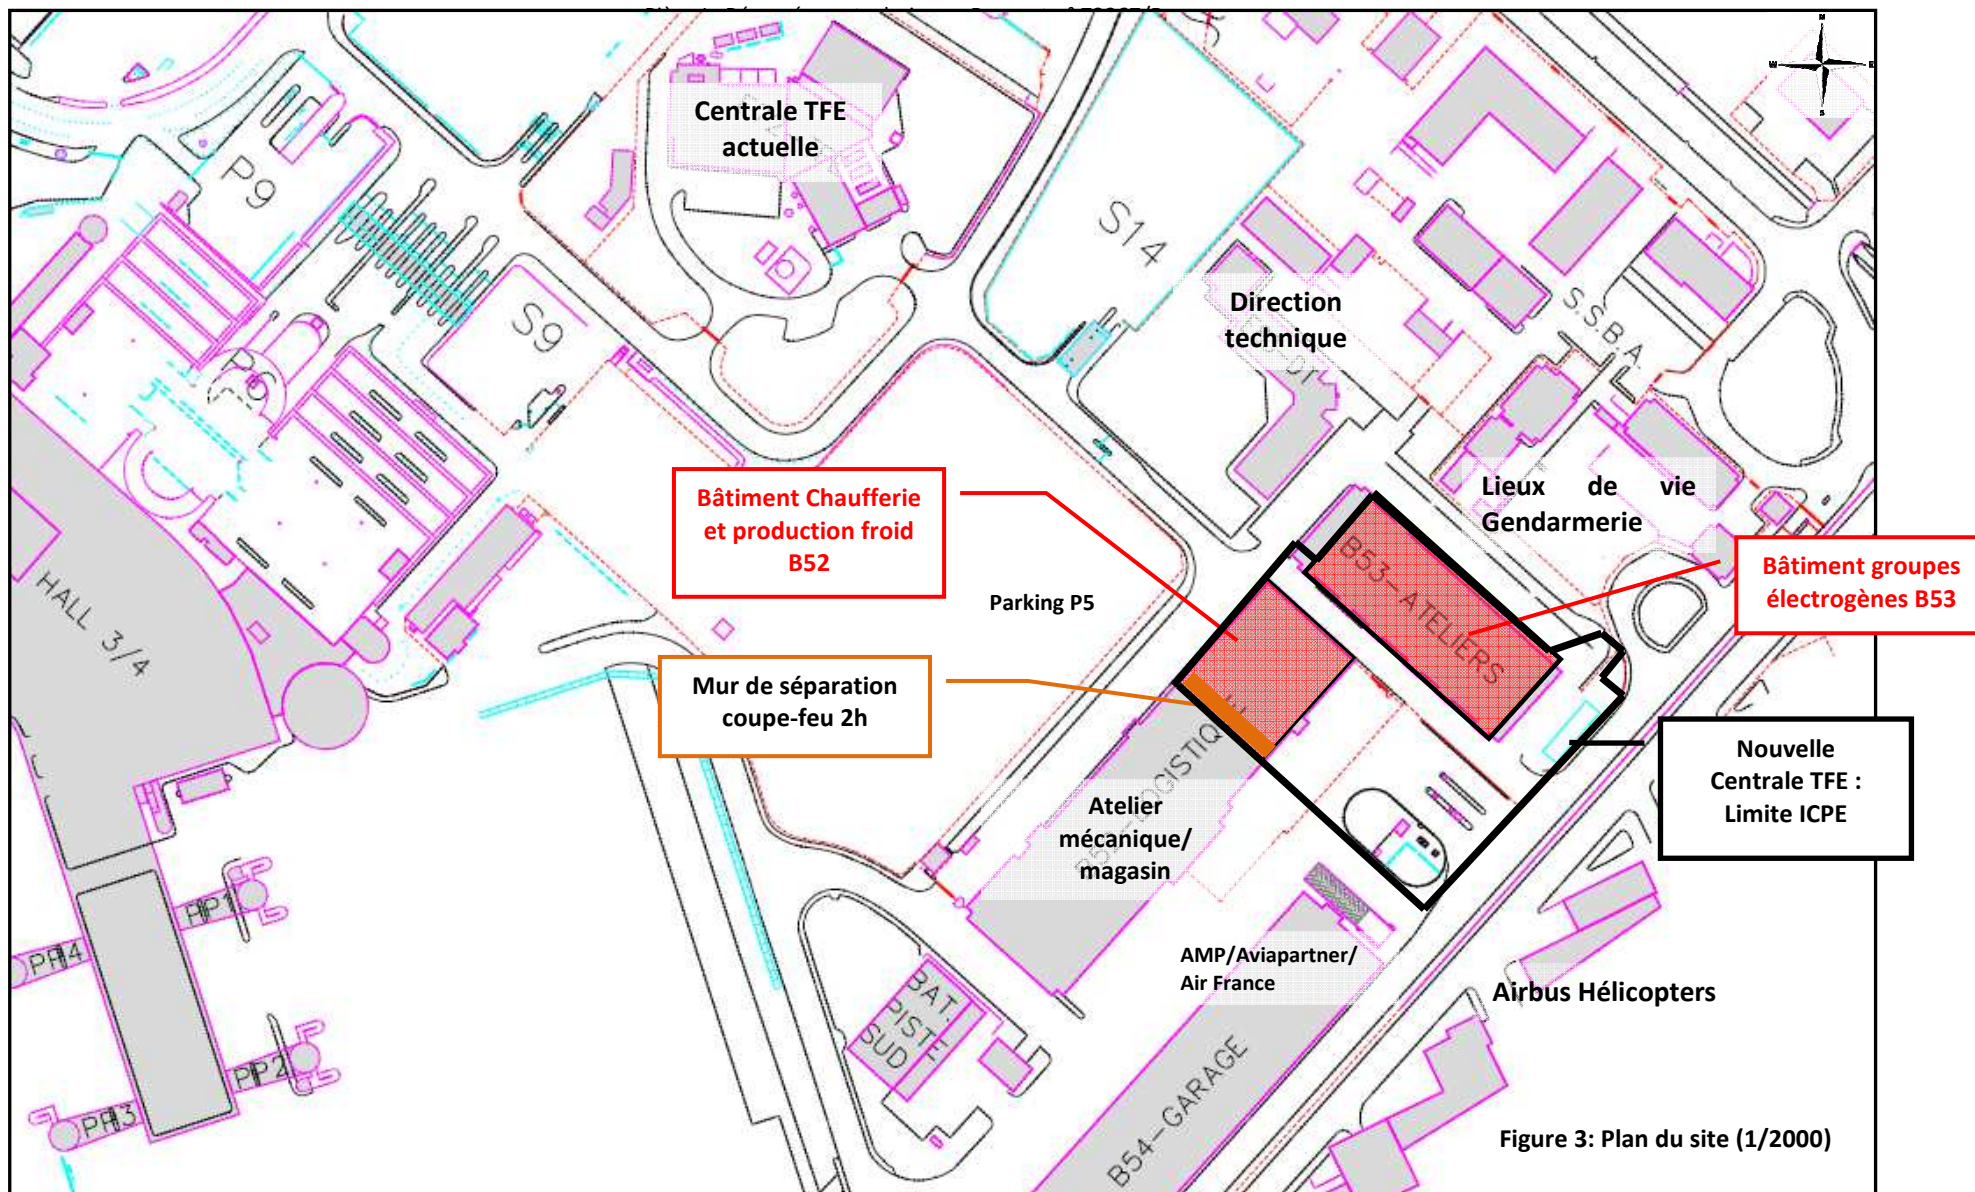 N
W
E
S
Centrale TFE
actuelle
P9
S14
S9
Direction
technique
S.S.B.A.
Bâtiment Chaufferie
et production froid
B52
Lieux de vie
Gendarmerie
B53-ATELIERS
Bâtiment groupes
électrogènes B53
Parking P5
HALL 3/4
Mur de séparation
coupe-feu 2h
Nouvelle
Centrale TFE :
Limite ICPE
Atelier
mécanique/
magasin
PP1
PP4
AMP/Aviapartner/
Air France
Airbus Hélicopters
BAT.
PISTE
SUD
PP2
PP3
B54-GARAGE
Figure 3: Plan du site (1/2000)